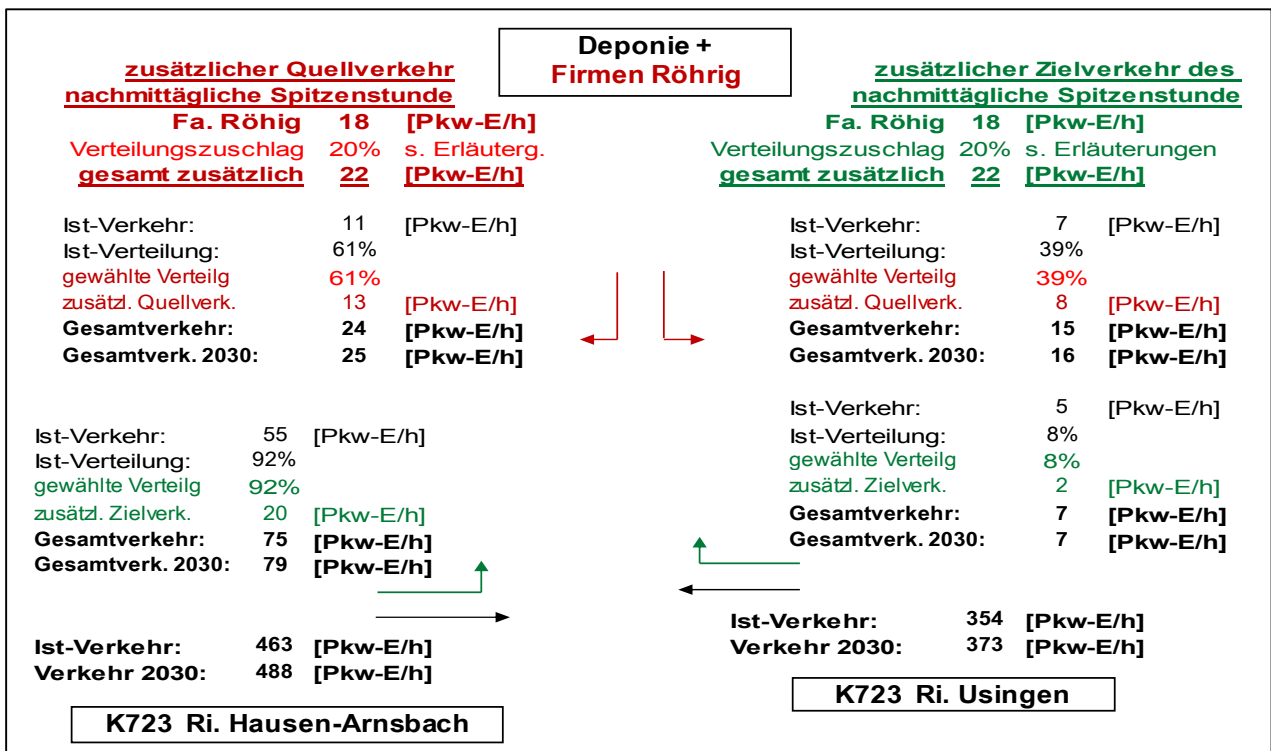 Deponie +
Firmen Röhrig
zusätzlicher Quellverkehr
nachmittägliche Spitzenstunde
Fa. Röhig 18 [Pkw-E/h]
Verteilungszuschlag 20% s. Erläuterg.
gesamt zusätzlich 22 [Pkw-E/h]
zusätzlicher Zielverkehr des
nachmittägliche Spitzenstunde
Fa. Röhig 18 [Pkw-E/h]
Verteilungszuschlag 20% s. Erläuterungen
gesamt zusätzlich 22 [Pkw-E/h]
Ist-Verkehr: 11 [Pkw-E/h]
Ist-Verteilung: 61%
gewählte Verteilg 61%
zusätzl. Quellverk. 13 [Pkw-E/h]
Gesamtverkehr: 24 [Pkw-E/h]
Gesamtverk. 2030: 25 [Pkw-E/h]
Ist-Verkehr: 7 [Pkw-E/h]
Ist-Verteilung: 39%
gewählte Verteilg 39%
zusätzl. Quellverk. 8 [Pkw-E/h]
Gesamtverkehr: 15 [Pkw-E/h]
Gesamtverk. 2030: 16 [Pkw-E/h]
Ist-Verkehr: 55 [Pkw-E/h]
Ist-Verteilung: 92%
gewählte Verteilg 92%
zusätzl. Zielverk. 20 [Pkw-E/h]
Gesamtverkehr: 75 [Pkw-E/h]
Gesamtverk. 2030: 79 [Pkw-E/h]
Ist-Verkehr: 5 [Pkw-E/h]
Ist-Verteilung: 8%
gewählte Verteilg 8%
zusätzl. Zielverk. 2 [Pkw-E/h]
Gesamtverkehr: 7 [Pkw-E/h]
Gesamtverk. 2030: 7 [Pkw-E/h]
Ist-Verkehr: 463 [Pkw-E/h]
Verkehr 2030: 488 [Pkw-E/h]
K723 Ri. Hausen-Arnsbach
Ist-Verkehr: 354 [Pkw-E/h]
Verkehr 2030: 373 [Pkw-E/h]
K723 Ri. Usingen